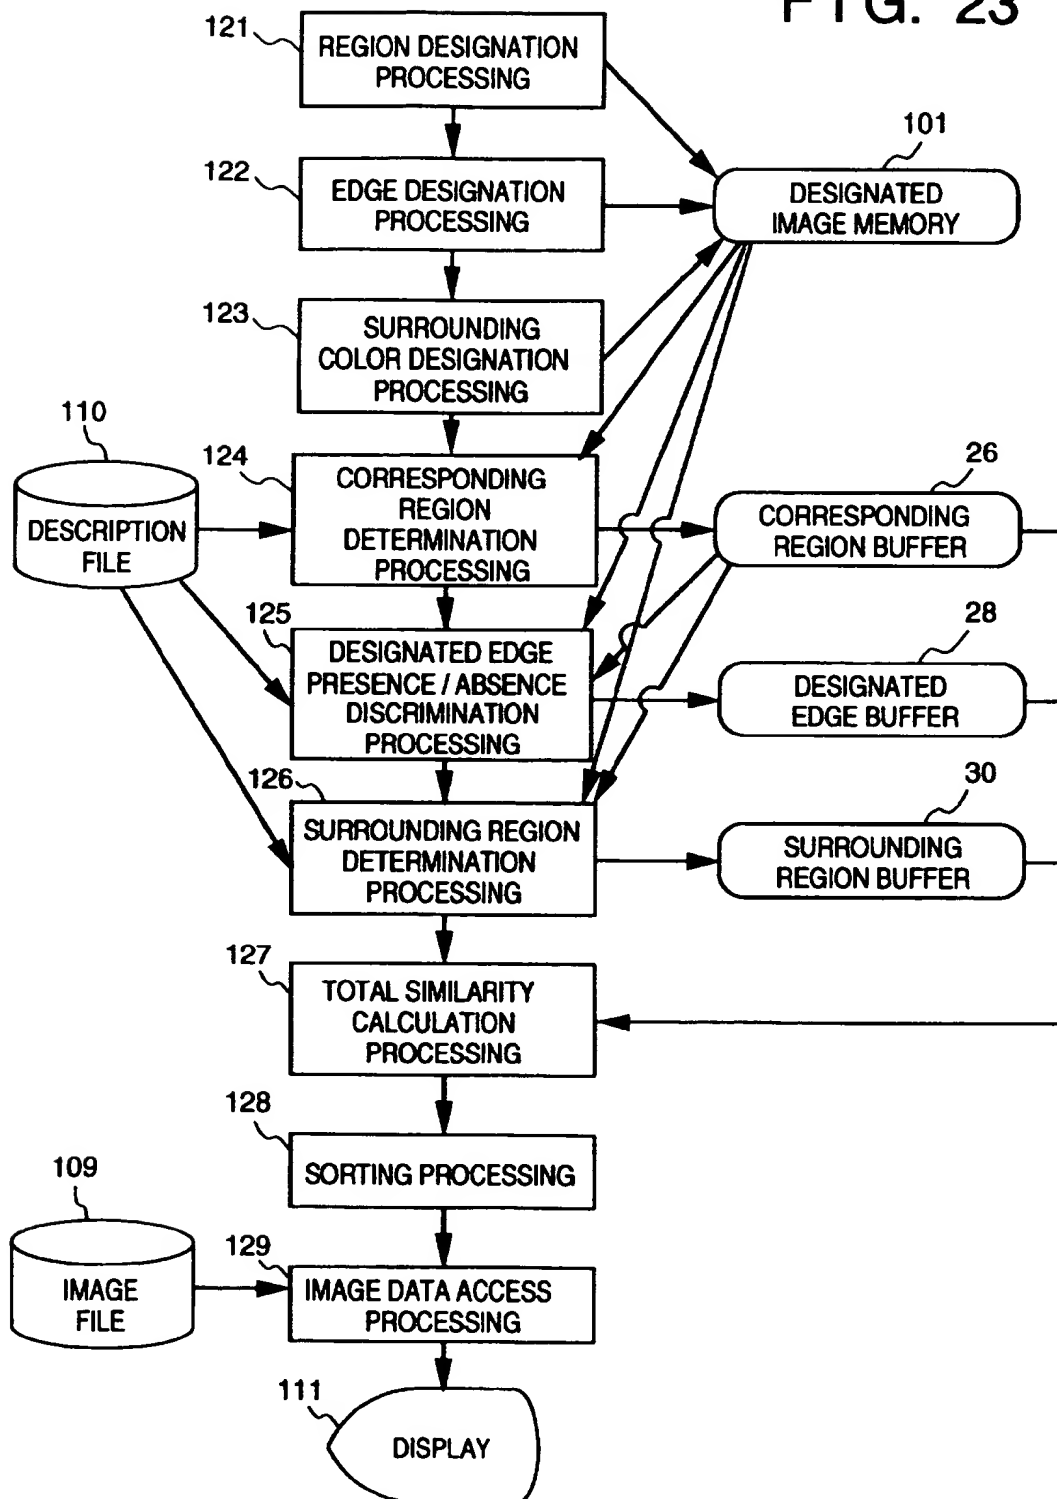 FIG. 23
121
REGION DESIGNATION
PROCESSING
101
122
EDGE DESIGNATION
PROCESSING
DESIGNATED
IMAGE MEMORY
123
SURROUNDING
COLOR DESIGNATION
PROCESSING
110
DESCRIPTION
FILE
124
CORRESPONDING
REGION
DETERMINATION
PROCESSING
26
CORRESPONDING
REGION BUFFER
125
DESIGNATED EDGE
PRESENCE / ABSENCE
DISCRIMINATION
PROCESSING
28
DESIGNATED
EDGE BUFFER
126
SURROUNDING REGION
DETERMINATION
PROCESSING
30
SURROUNDING
REGION BUFFER
127
TOTAL SIMILARITY
CALCULATION
PROCESSING
128
SORTING PROCESSING
109
IMAGE
FILE
129
IMAGE DATA ACCESS
PROCESSING
111
DISPLAY